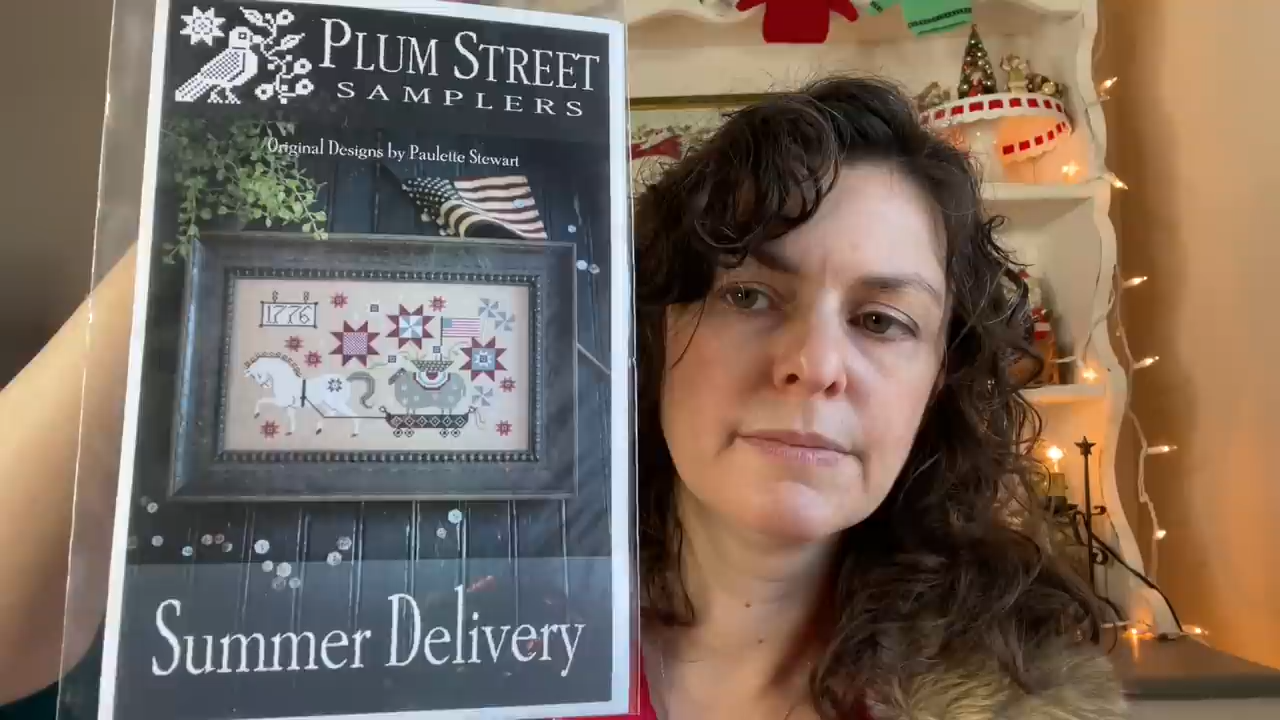 PLUM STREET
SAMPLERS
Original Designs by Paulette Stewart
1776
Summer Delivery